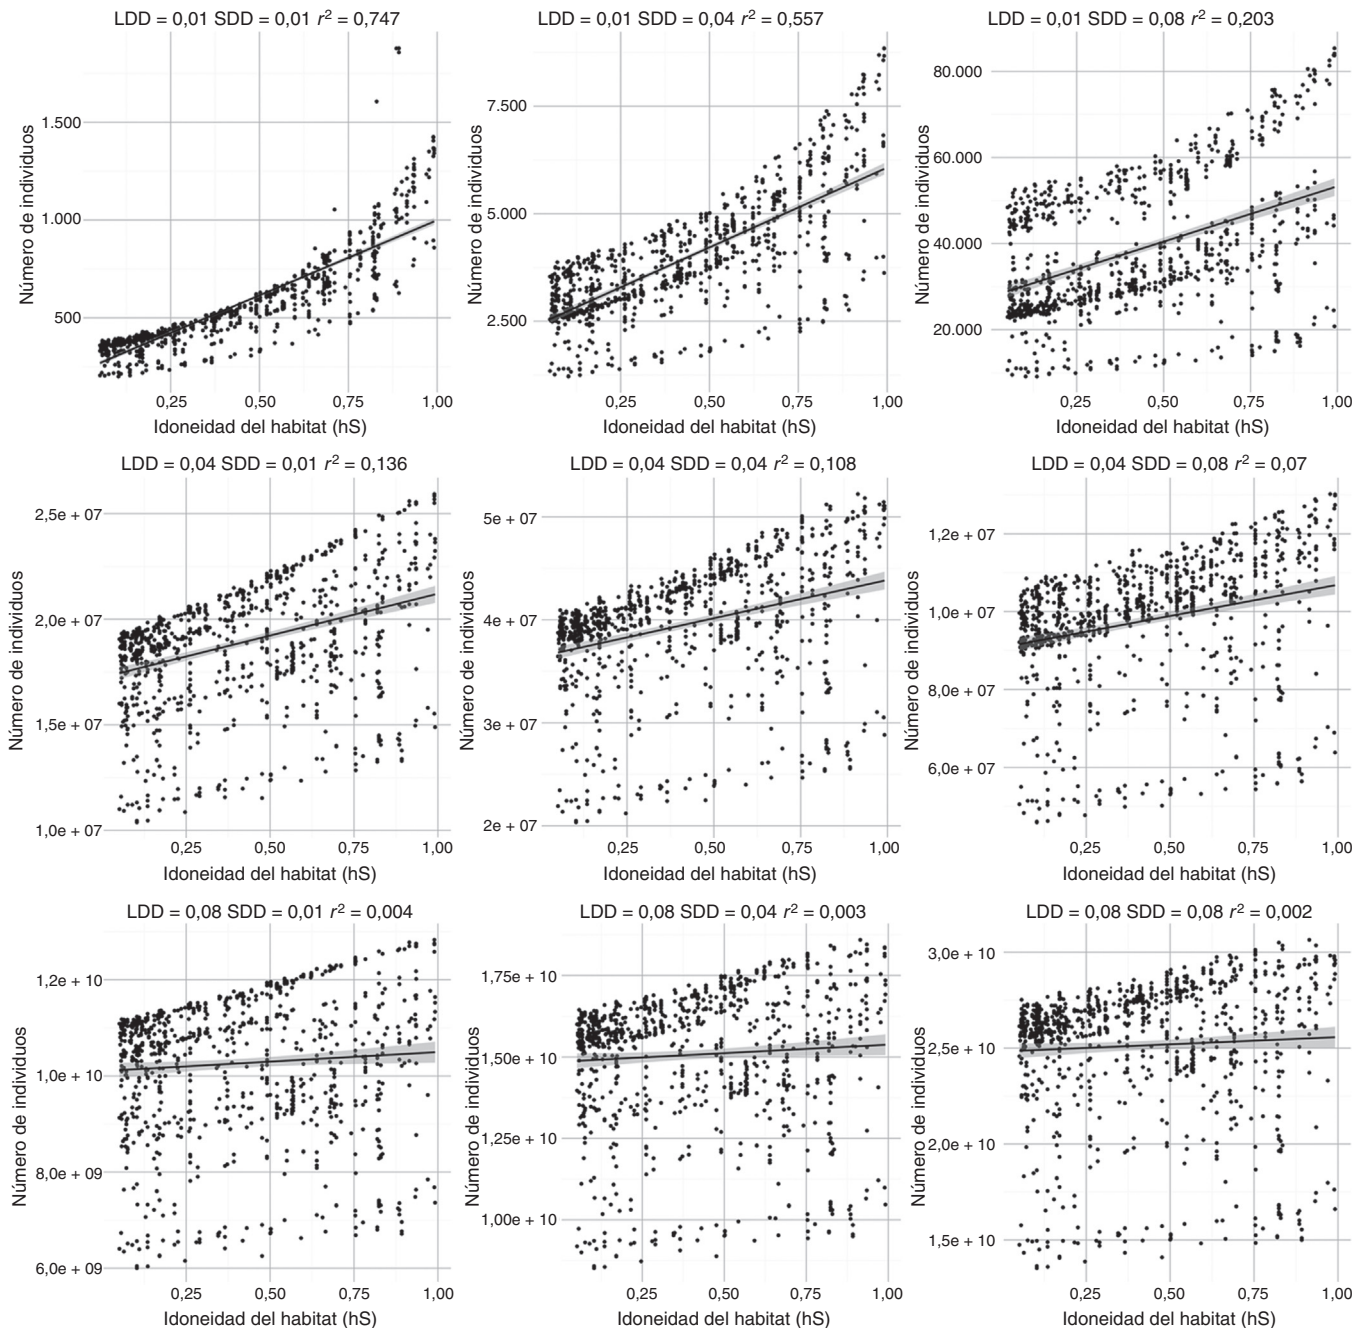 LDD = 0,01 SDD = 0,01 r² = 0,747
Número de individuos
1.500
1.000
500
0,25 0,50 0,75 1,00
Idoneidad del habitat (hS)
LDD = 0,01 SDD = 0,04 r² = 0,557
Número de individuos
7.500
5.000
2.500
0,25 0,50 0,75 1,00
Idoneidad del habitat (hS)
LDD = 0,01 SDD = 0,08 r² = 0,203
Número de individuos
80.000
60.000
40.000
20.000
0,25 0,50 0,75 1,00
Idoneidad del habitat (hS)
LDD = 0,04 SDD = 0,01 r² = 0,136
Número de individuos
2,5e + 07
2,0e + 07
1,5e + 07
1,0e + 07
0,25 0,50 0,75 1,00
Idoneidad del habitat (hS)
LDD = 0,04 SDD = 0,04 r² = 0,108
Número de individuos
5e + 07
4e + 07
3e + 07
2e + 07
0,25 0,50 0,75 1,00
Idoneidad del habitat (hS)
LDD = 0,04 SDD = 0,08 r² = 0,07
Número de individuos
1,2e + 07
1,0e + 07
8,0e + 07
6,0e + 07
0,25 0,50 0,75 1,00
Idoneidad del habitat (hS)
LDD = 0,08 SDD = 0,01 r² = 0,004
Número de individuos
1,2e + 10
1,0e + 10
8,0e + 09
6,0e + 09
0,25 0,50 0,75 1,00
Idoneidad del habitat (hS)
LDD = 0,08 SDD = 0,04 r² = 0,003
Número de individuos
1,75e + 10
1,50e + 10
1,25e + 10
1,00e + 10
0,25 0,50 0,75 1,00
Idoneidad del habitat (hS)
LDD = 0,08 SDD = 0,08 r² = 0,002
Número de individuos
3,0e + 10
2,5e + 10
2,0e + 10
1,5e + 10
0,25 0,50 0,75 1,00
Idoneidad del habitat (hS)